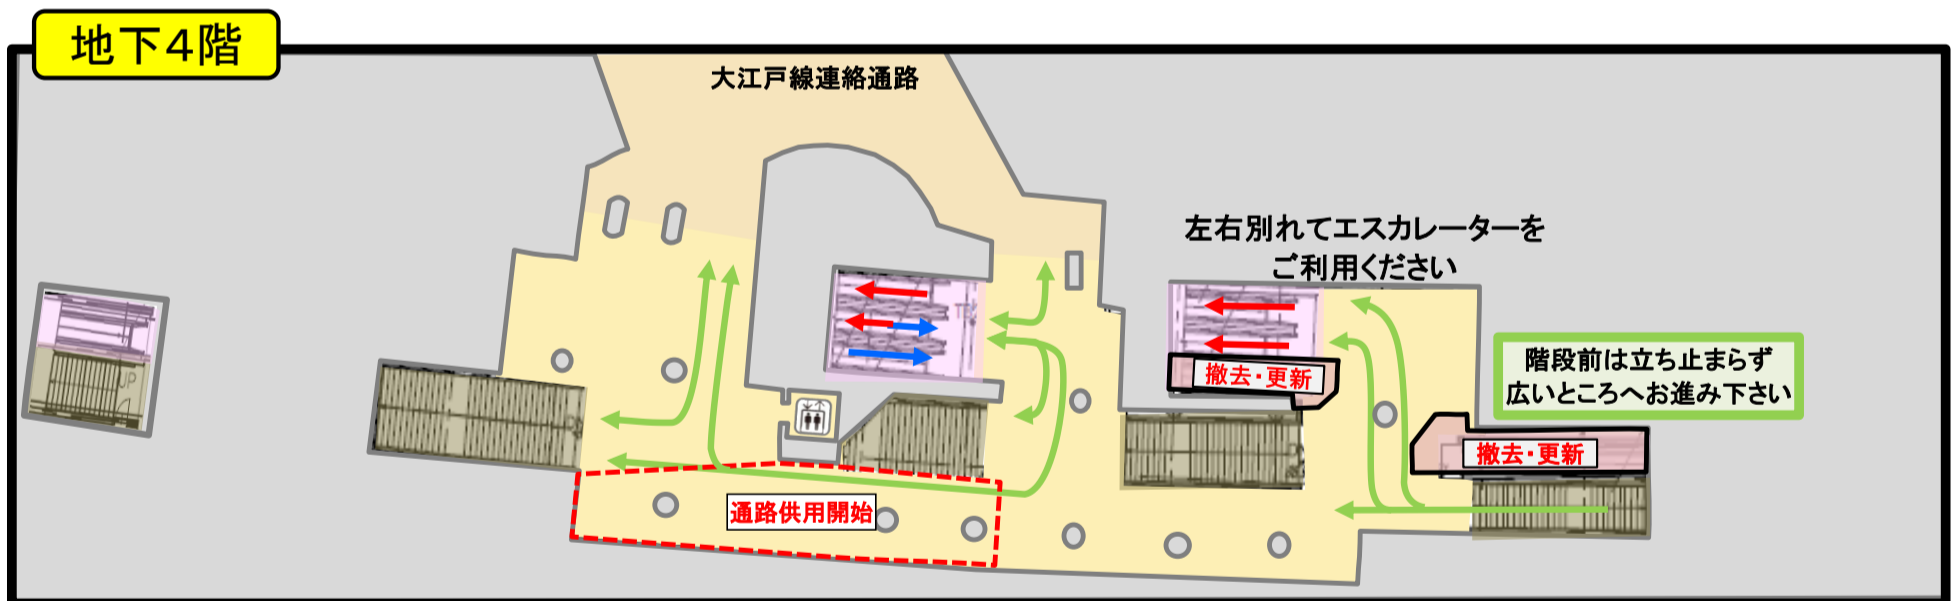 地下4階
大江戸線連絡通路
左右別れてエスカレーターを
ご利用ください
階段前は立ち止まらず
広いところへお進み下さい
撤去・更新
撤去・更新
通路供用開始